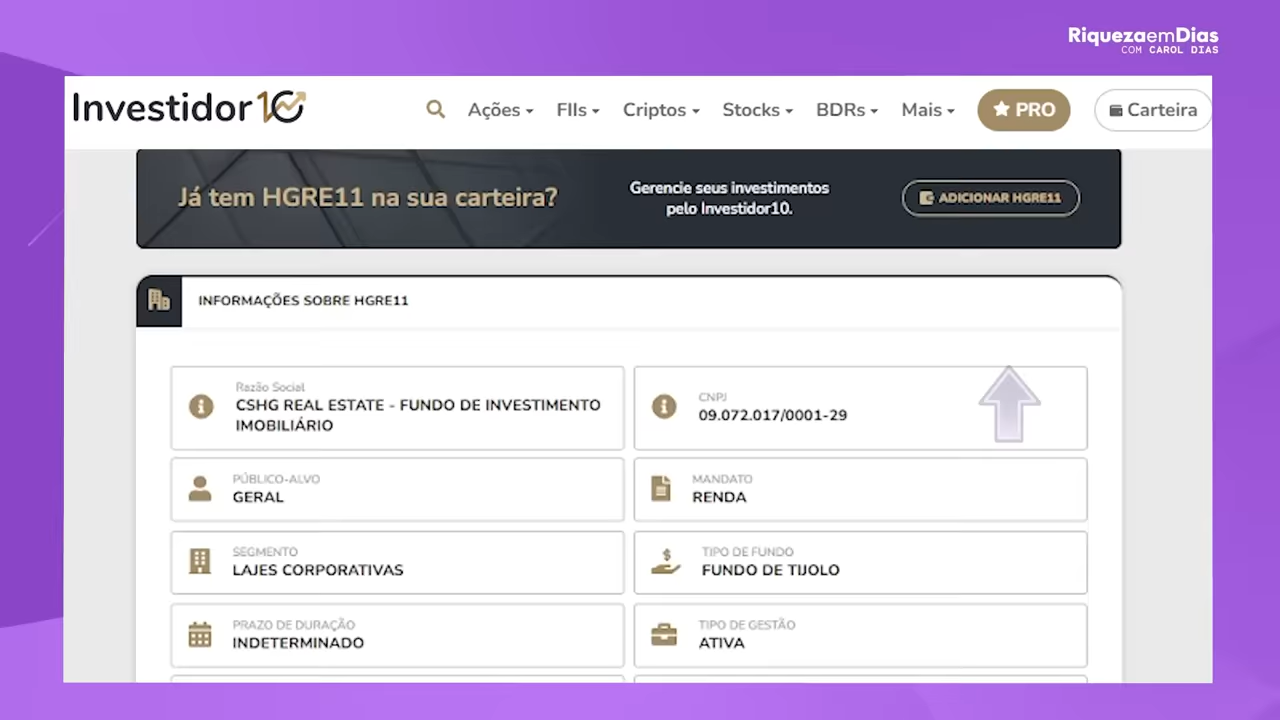 RiquezaemDias
COM CAROL DIAS
Investidor10
Ações
FIIs
Criptos
Stocks
BDRs
Mais
PRO
Carteira
Já tem HGRE11 na sua carteira?
Gerencie seus investimentos
pelo Investidor10.
ADICIONAR HGRE11
INFORMAÇÕES SOBRE HGRE11
Razão Social
CSHG REAL ESTATE - FUNDO DE INVESTIMENTO
IMOBILIÁRIO
CNPJ
09.072.017/0001-29
PÚBLICO-ALVO
GERAL
MANDATO
RENDA
SEGMENTO
LAJES CORPORATIVAS
TIPO DE FUNDO
FUNDO DE TIJOLO
PRAZO DE DURAÇÃO
INDETERMINADO
TIPO DE GESTÃO
ATIVA